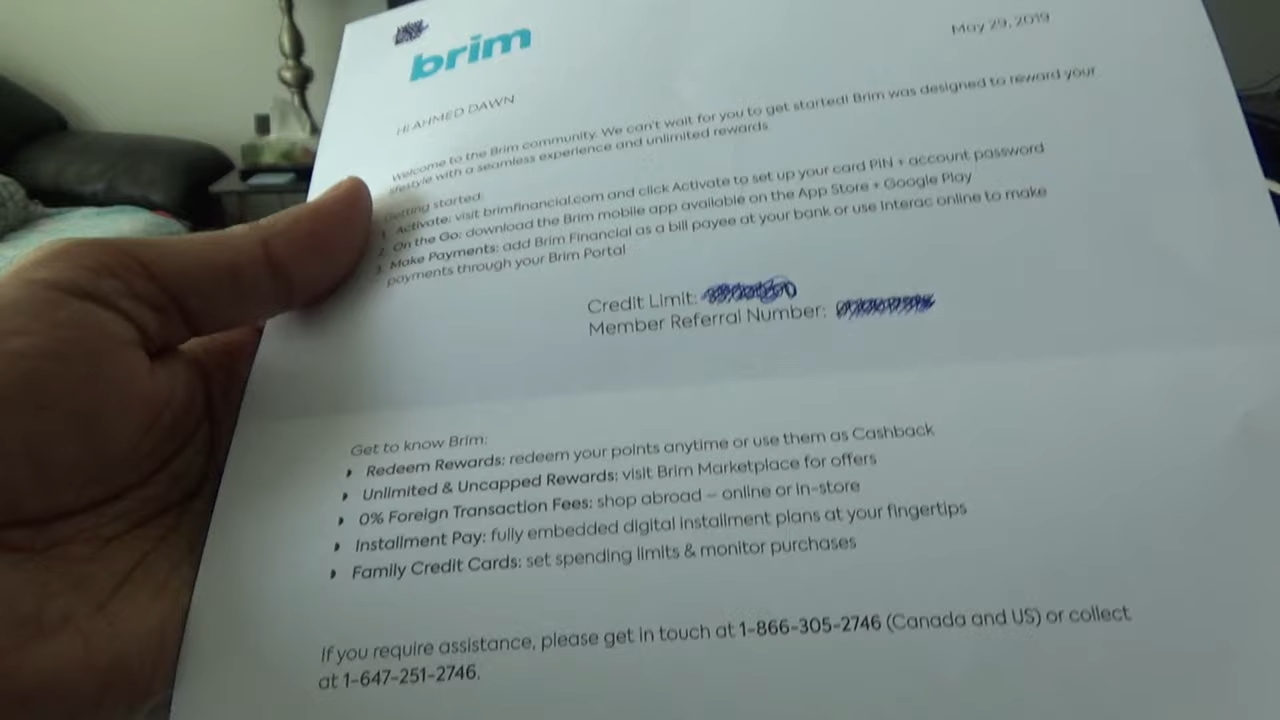 brim
May 29, 2019
HI AHMED DAWN
Welcome to the Brim community. We can't wait for you to get started! Brim was designed to reward your
lifestyle with a seamless experience and unlimited rewards.
Getting started:
1. Activate: visit brimfinancial.com and click Activate to set up your card PIN + account password
2. On the Go: download the Brim mobile app available on the App Store + Google Play
3. Make Payments: add Brim Financial as a bill payee at your bank or use Interac online to make
payments through your Brim Portal
Credit Limit:
Member Referral Number:
Get to know Brim:
Redeem Rewards: redeem your points anytime or use them as Cashback
Unlimited & Uncapped Rewards: visit Brim Marketplace for offers
0% Foreign Transaction Fees: shop abroad – online or in-store
Installment Pay: fully embedded digital installment plans at your fingertips
Family Credit Cards: set spending limits & monitor purchases
If you require assistance, please get in touch at 1-866-305-2746 (Canada and US) or collect
at 1-647-251-2746.